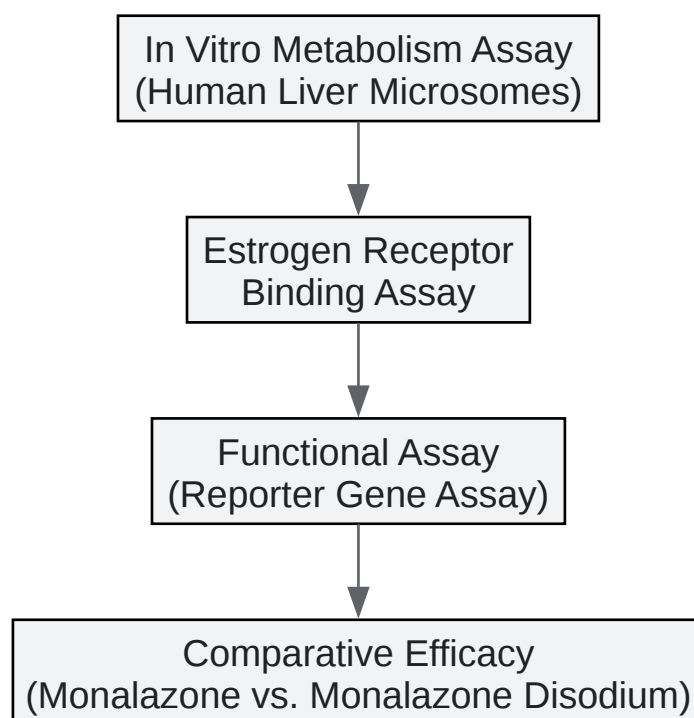 In Vitro Metabolism Assay
(Human Liver Microsomes)
Estrogen Receptor
Binding Assay
Functional Assay
(Reporter Gene Assay)
Comparative Efficacy
(Monalazone vs. Monalazone Disodium)